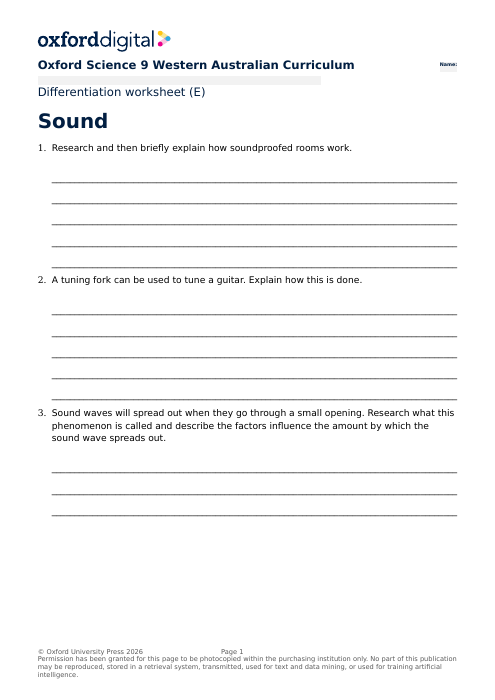 oxforddigital
Oxford Science 9 Western Australian Curriculum
Name:
Differentiation worksheet (E)
Sound
1. Research and then briefly explain how soundproofed rooms work.
2. A tuning fork can be used to tune a guitar. Explain how this is done.
3. Sound waves will spread out when they go through a small opening. Research what this
phenomenon is called and describe the factors influence the amount by which the
sound wave spreads out.
© Oxford University Press 2026 Page 1
Permission has been granted for this page to be photocopied within the purchasing institution only. No part of this publication
may be reproduced, stored in a retrieval system, transmitted, used for text and data mining, or used for training artificial
intelligence.